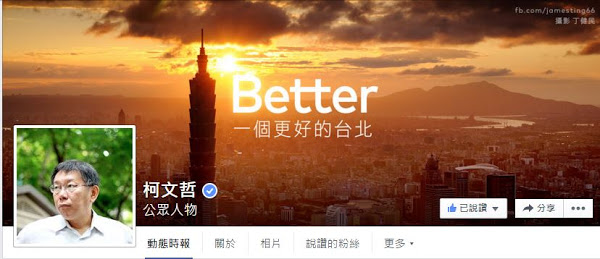 fb.com/jamesting66
攝影 丁健民
Better
一個更好的台北
柯文哲
公眾人物
已說讚
分享
動態時報
關於
相片
說讚的粉絲
更多